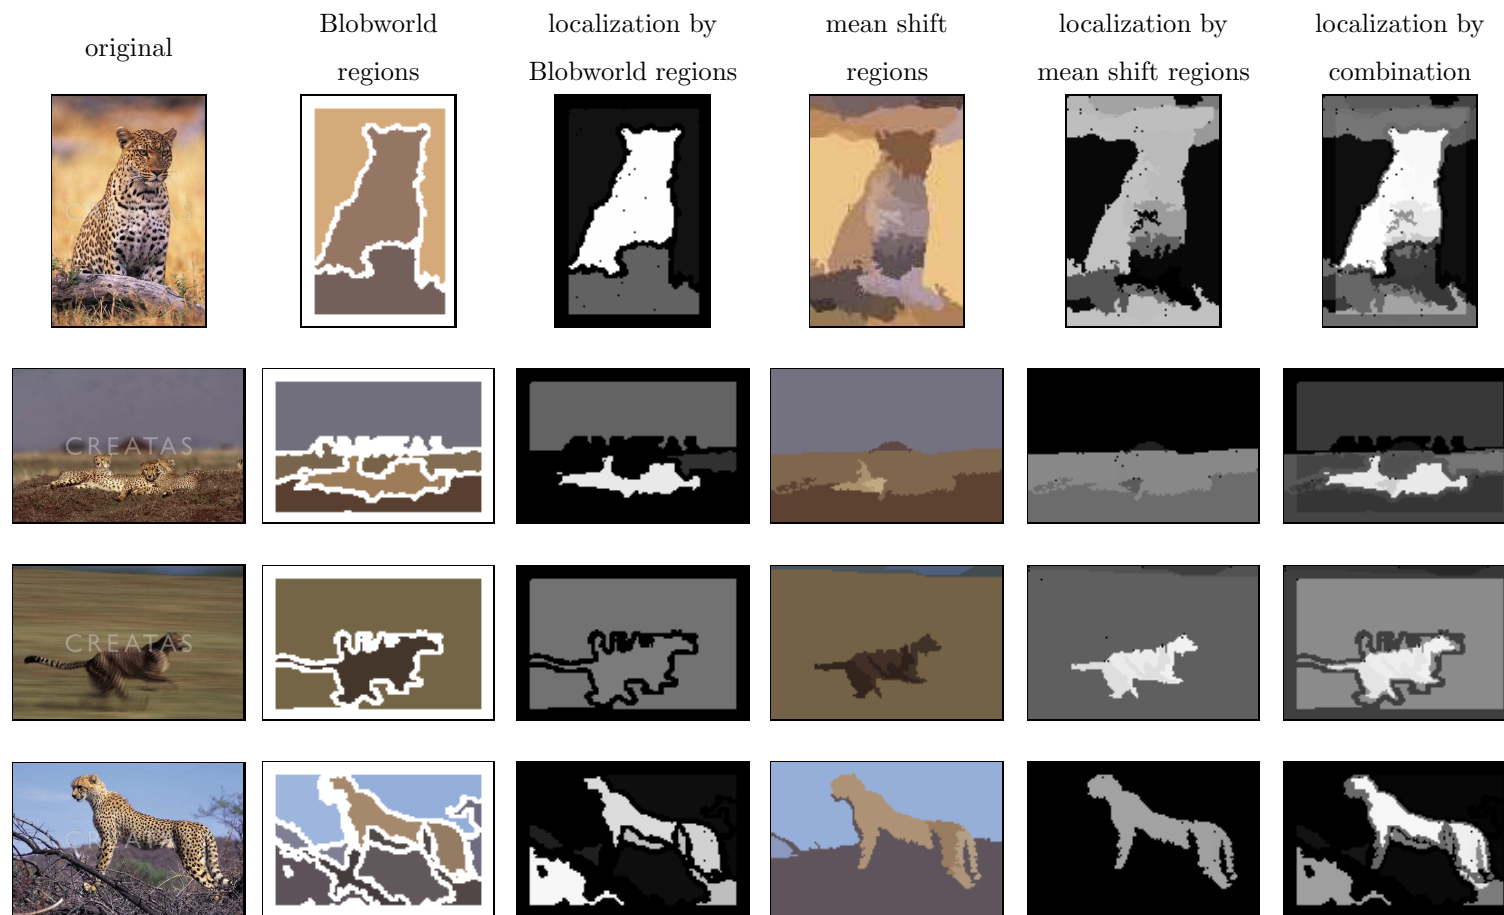 original
Blobworld
regions
localization by
Blobworld regions
mean shift
regions
localization by
mean shift regions
localization by
combination
CREATAS
CREATAS